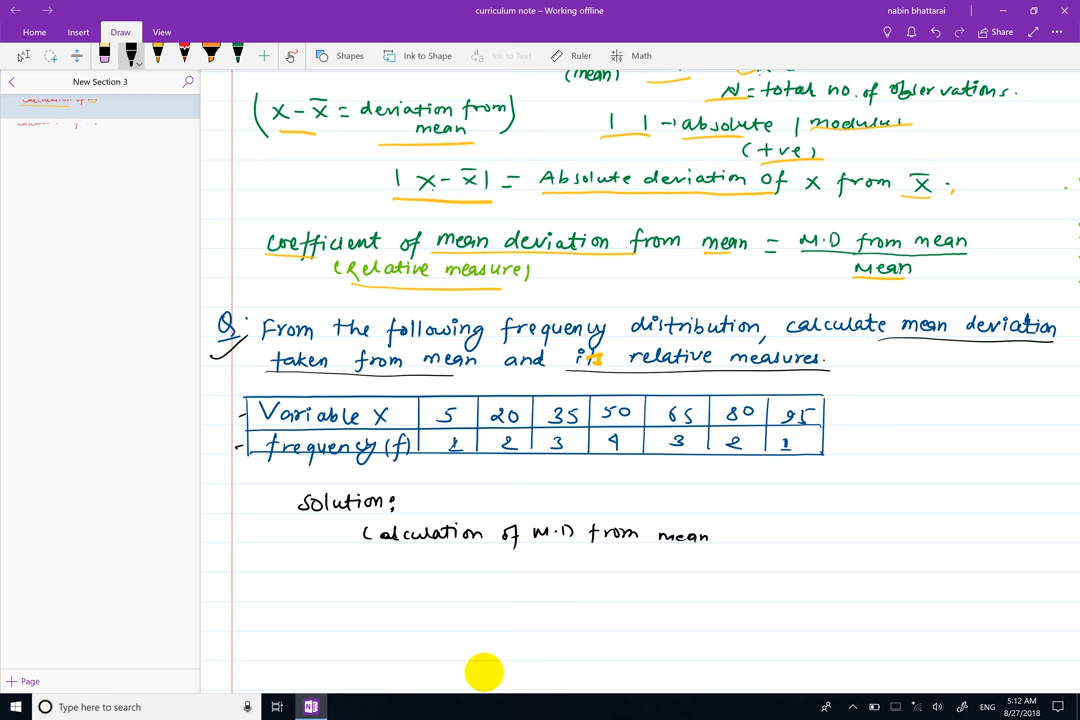 curriculum note – Working offline
nabin bhattarai
Home Insert Draw View
Share
Shapes Ink to Shape Ink to Text Ruler Math
New Section 3
(mean)
N = total no. of observations.
(x - x̄ = deviation from mean)
| | → absolute / modulus
(+ve)
| x - x̄ | = Absolute deviation of x from x̄ .
coefficient of mean deviation from mean = M.D from mean / Mean
(Relative measure)
Q: From the following frequency distribution, calculate mean deviation
taken from mean and its relative measures.
Variable X 5 20 35 50 65 80 95
frequency (f) 1 2 3 4 3 2 1
Solution:
Calculation of M.D from mean
Page
Type here to search
ENG
5:12 AM
8/27/2018